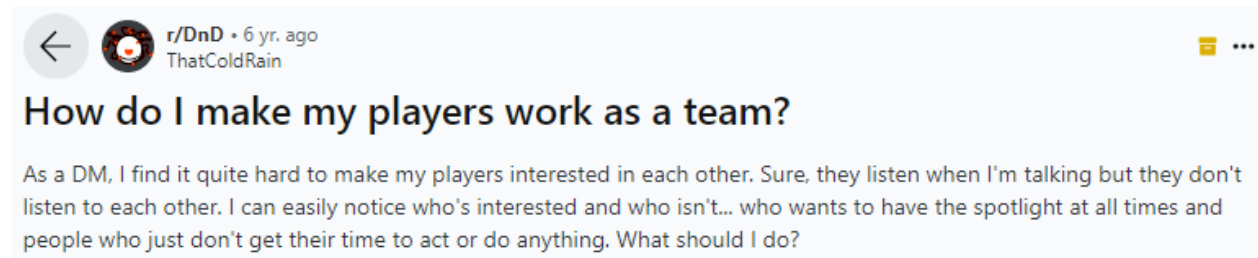 r/DnD • 6 yr. ago
ThatColdRain
How do I make my players work as a team?
As a DM, I find it quite hard to make my players interested in each other. Sure, they listen when I'm talking but they don't
listen to each other. I can easily notice who's interested and who isn't... who wants to have the spotlight at all times and
people who just don't get their time to act or do anything. What should I do?